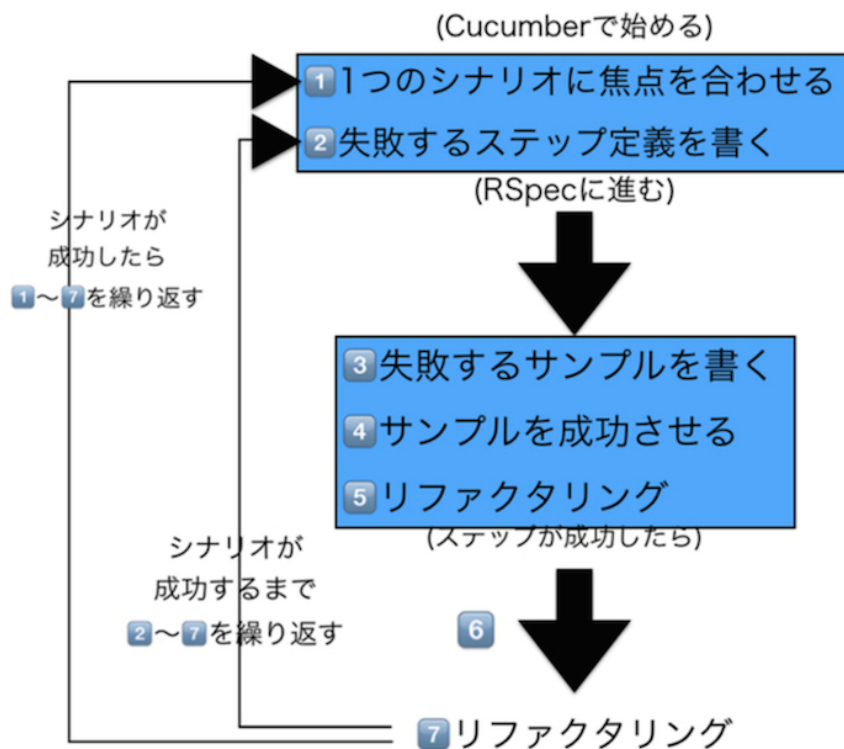 (Cucumberで始める)
1 1つのシナリオに焦点を合わせる
2 失敗するステップ定義を書く
(RSpecに進む)
シナリオが
成功したら
1〜7を繰り返す
3 失敗するサンプルを書く
4 サンプルを成功させる
5 リファクタリング
(ステップが成功したら)
シナリオが
成功するまで
2〜7を繰り返す
6
7 リファクタリング